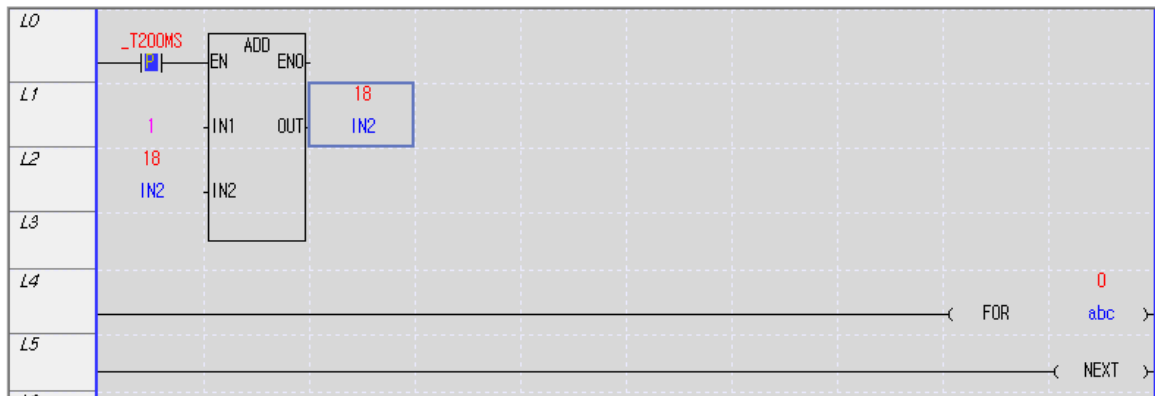 L0
_T200MS
P
ADD
EN ENO
L1
18
1 IN1 OUT IN2
L2
18
IN2 IN2
L3
L4
0
FOR abc
L5
NEXT